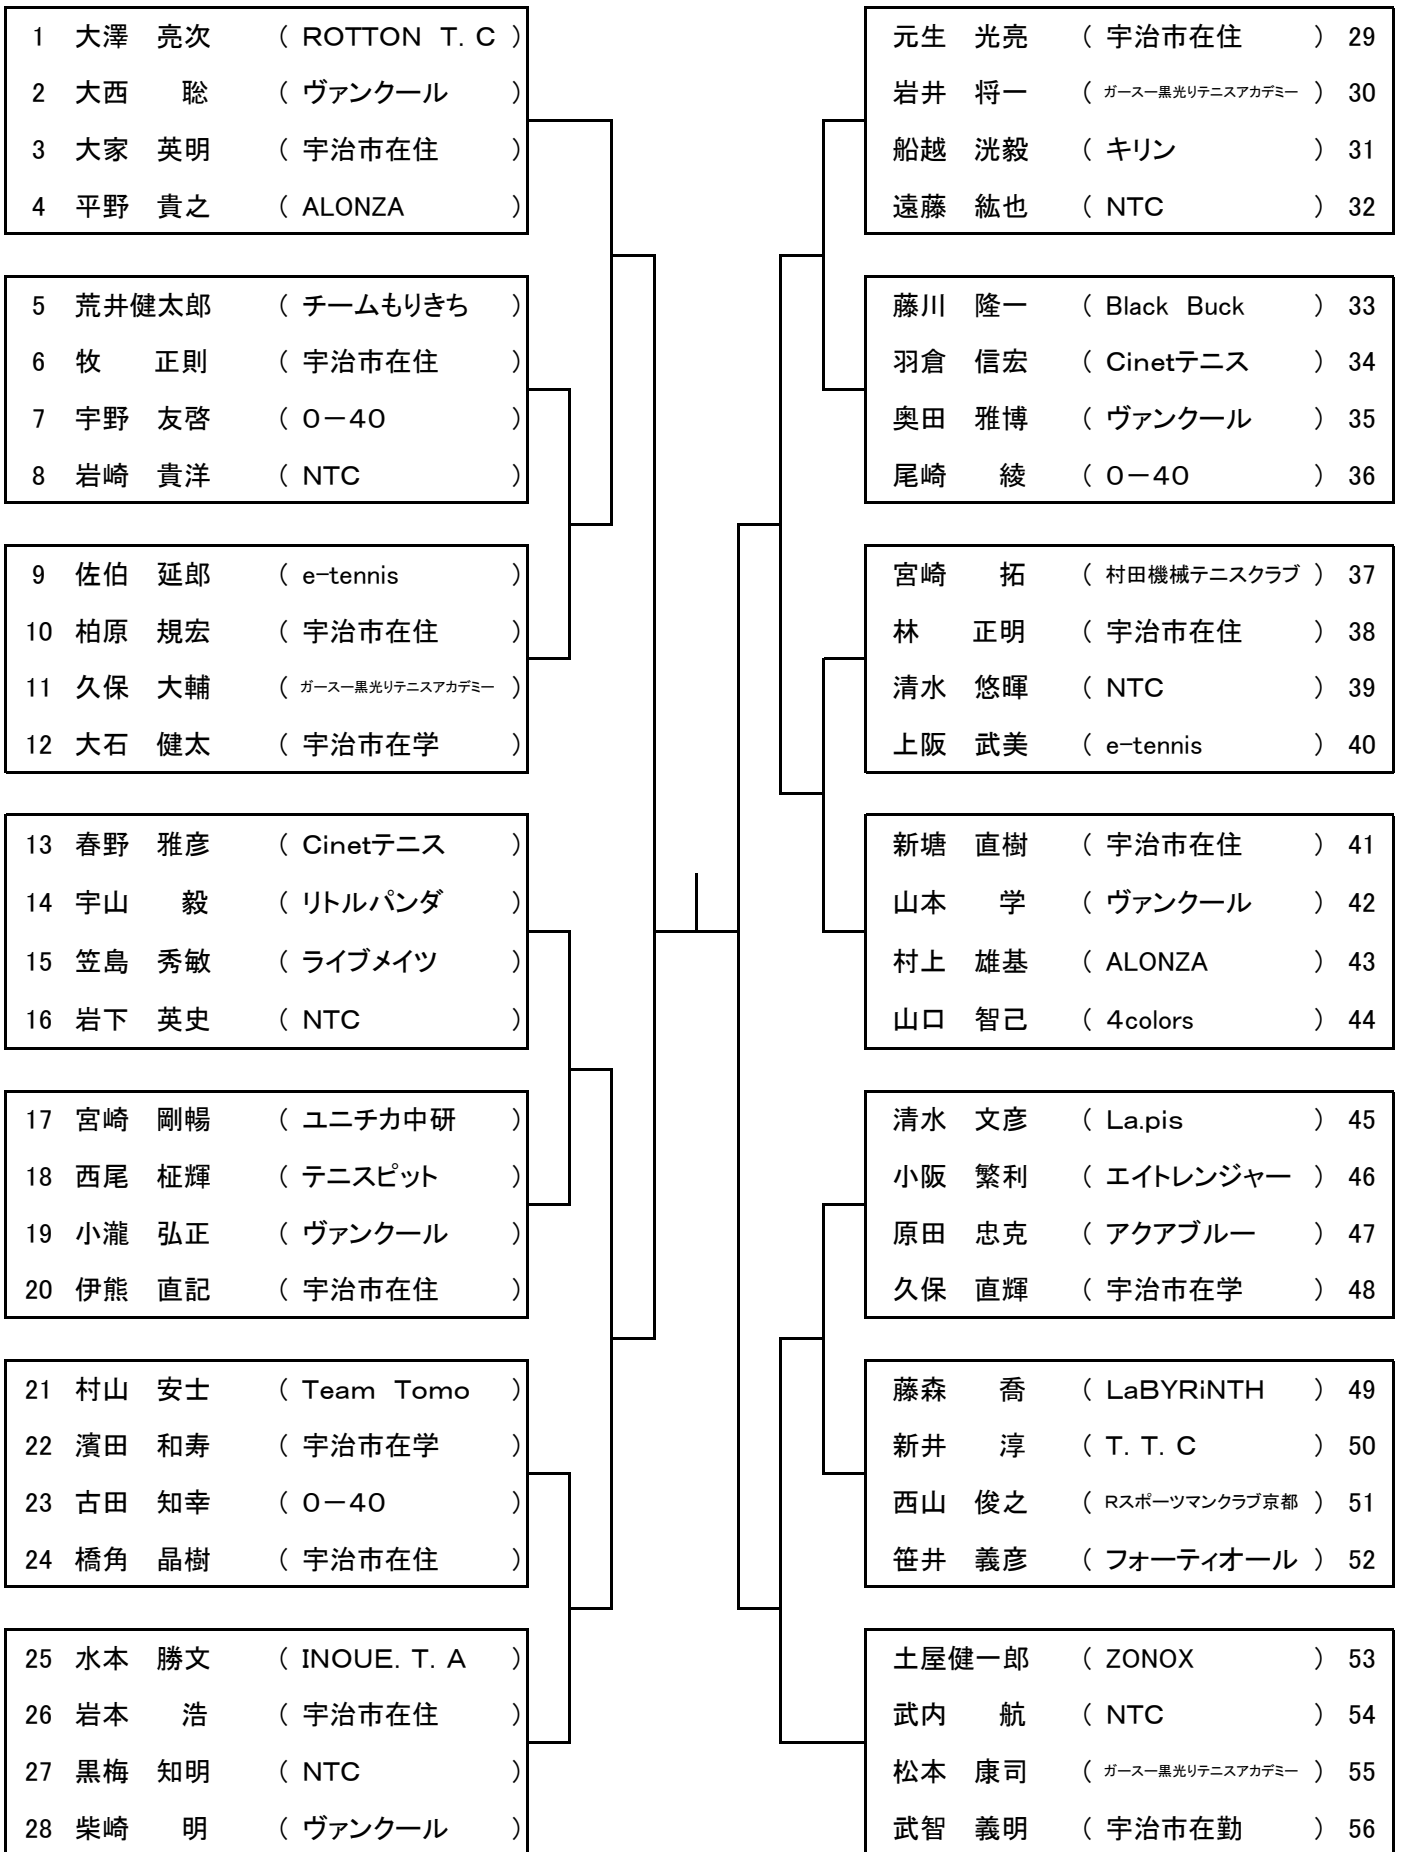 1 大澤 亮次 ( ROTTON T. C )
2 大西 聡 ( ヴァンクール )
3 大家 英明 ( 宇治市在住 )
4 平野 貴之 ( ALONZA )
5 荒井健太郎 ( チームもりきち )
6 牧 正則 ( 宇治市在住 )
7 宇野 友啓 ( 0－40 )
8 岩崎 貴洋 ( NTC )
9 佐伯 延郎 ( e-tennis )
10 柏原 規宏 ( 宇治市在住 )
11 久保 大輔 ( ガースー黒光りテニスアカデミー )
12 大石 健太 ( 宇治市在学 )
13 春野 雅彦 ( Cinetテニス )
14 宇山 毅 ( リトルパンダ )
15 笠島 秀敏 ( ライブメイツ )
16 岩下 英史 ( NTC )
17 宮崎 剛暢 ( ユニチカ中研 )
18 西尾 柾輝 ( テニスピット )
19 小瀧 弘正 ( ヴァンクール )
20 伊熊 直記 ( 宇治市在住 )
21 村山 安士 ( Team Tomo )
22 濱田 和寿 ( 宇治市在学 )
23 古田 知幸 ( 0－40 )
24 橋角 晶樹 ( 宇治市在住 )
25 水本 勝文 ( INOUE. T. A )
26 岩本 浩 ( 宇治市在住 )
27 黒梅 知明 ( NTC )
28 柴崎 明 ( ヴァンクール )
元生 光亮 ( 宇治市在住 ) 29
岩井 将一 ( ガースー黒光りテニスアカデミー ) 30
船越 洸毅 ( キリン ) 31
遠藤 紘也 ( NTC ) 32
藤川 隆一 ( Black Buck ) 33
羽倉 信宏 ( Cinetテニス ) 34
奥田 雅博 ( ヴァンクール ) 35
尾崎 綾 ( 0－40 ) 36
宮崎 拓 ( 村田機械テニスクラブ ) 37
林 正明 ( 宇治市在住 ) 38
清水 悠暉 ( NTC ) 39
上阪 武美 ( e-tennis ) 40
新塘 直樹 ( 宇治市在住 ) 41
山本 学 ( ヴァンクール ) 42
村上 雄基 ( ALONZA ) 43
山口 智己 ( 4colors ) 44
清水 文彦 ( La.pis ) 45
小阪 繁利 ( エイトレンジャー ) 46
原田 忠克 ( アクアブルー ) 47
久保 直輝 ( 宇治市在学 ) 48
藤森 喬 ( LaBYRiNTH ) 49
新井 淳 ( T. T. C ) 50
西山 俊之 ( Rスポーツマンクラブ京都 ) 51
笹井 義彦 ( フォーティオール ) 52
土屋健一郎 ( ZONOX ) 53
武内 航 ( NTC ) 54
松本 康司 ( ガースー黒光りテニスアカデミー ) 55
武智 義明 ( 宇治市在勤 ) 56